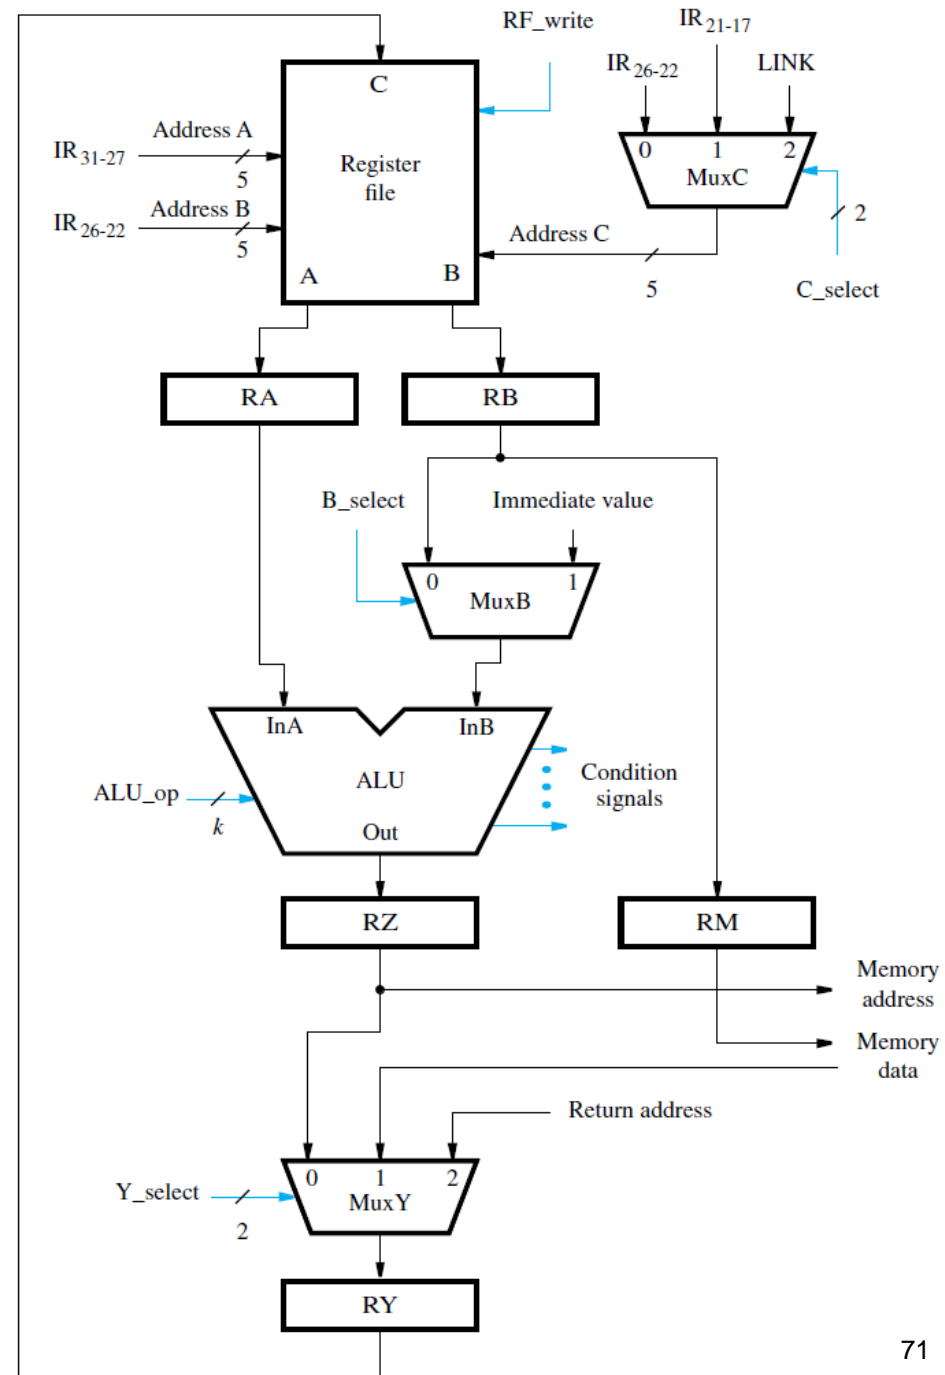 RF_write
IR21-17
IR26-22
LINK
C
0 1 2
MuxC
Address A
IR31-27
5
Register
file
Address B
IR26-22
5
2
Address C
5
C_select
A
B
RA
RB
B_select
Immediate value
0 1
MuxB
InA
InB
ALU
ALU_op
k
Condition
signals
Out
RZ
RM
Memory
address
Memory
data
Return address
0 1 2
MuxY
Y_select
2
RY
71